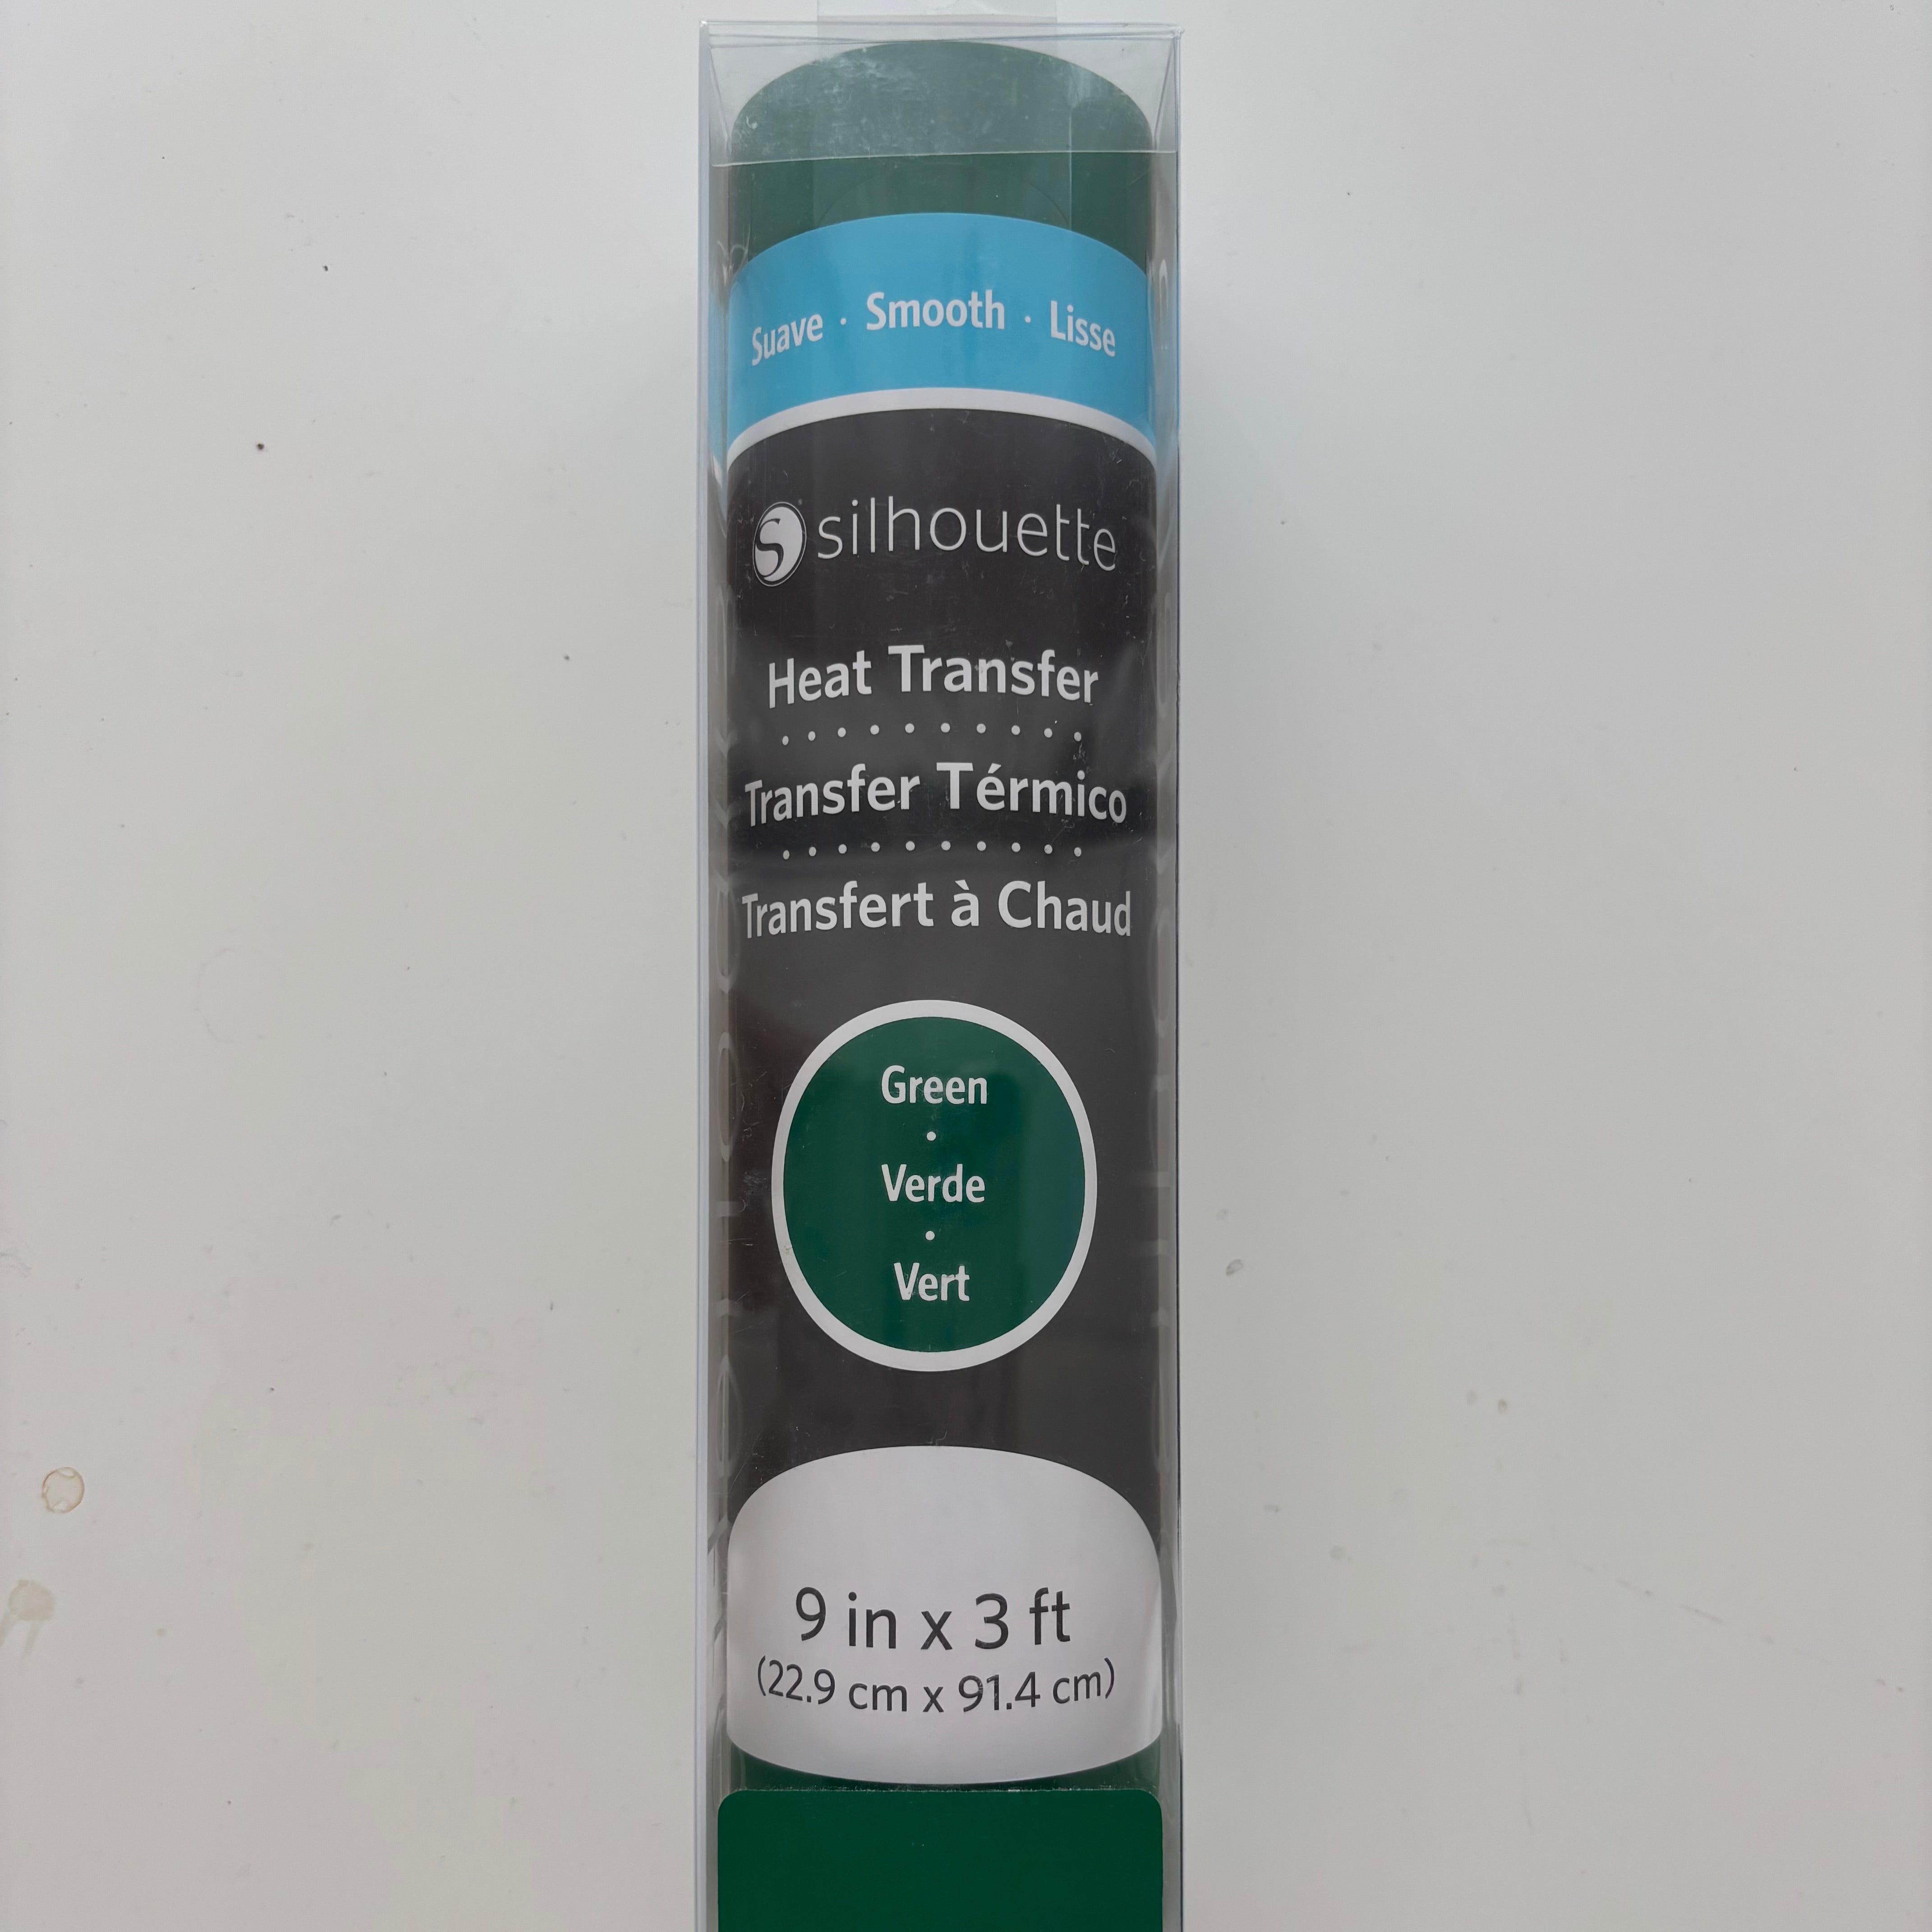 Suave · Smooth · Lisse
silhouette
Heat Transfer
Transfer Térmico
Transfert à Chaud
Green
Verde
Vert
9 in x 3 ft
(22.9 cm x 91.4 cm)